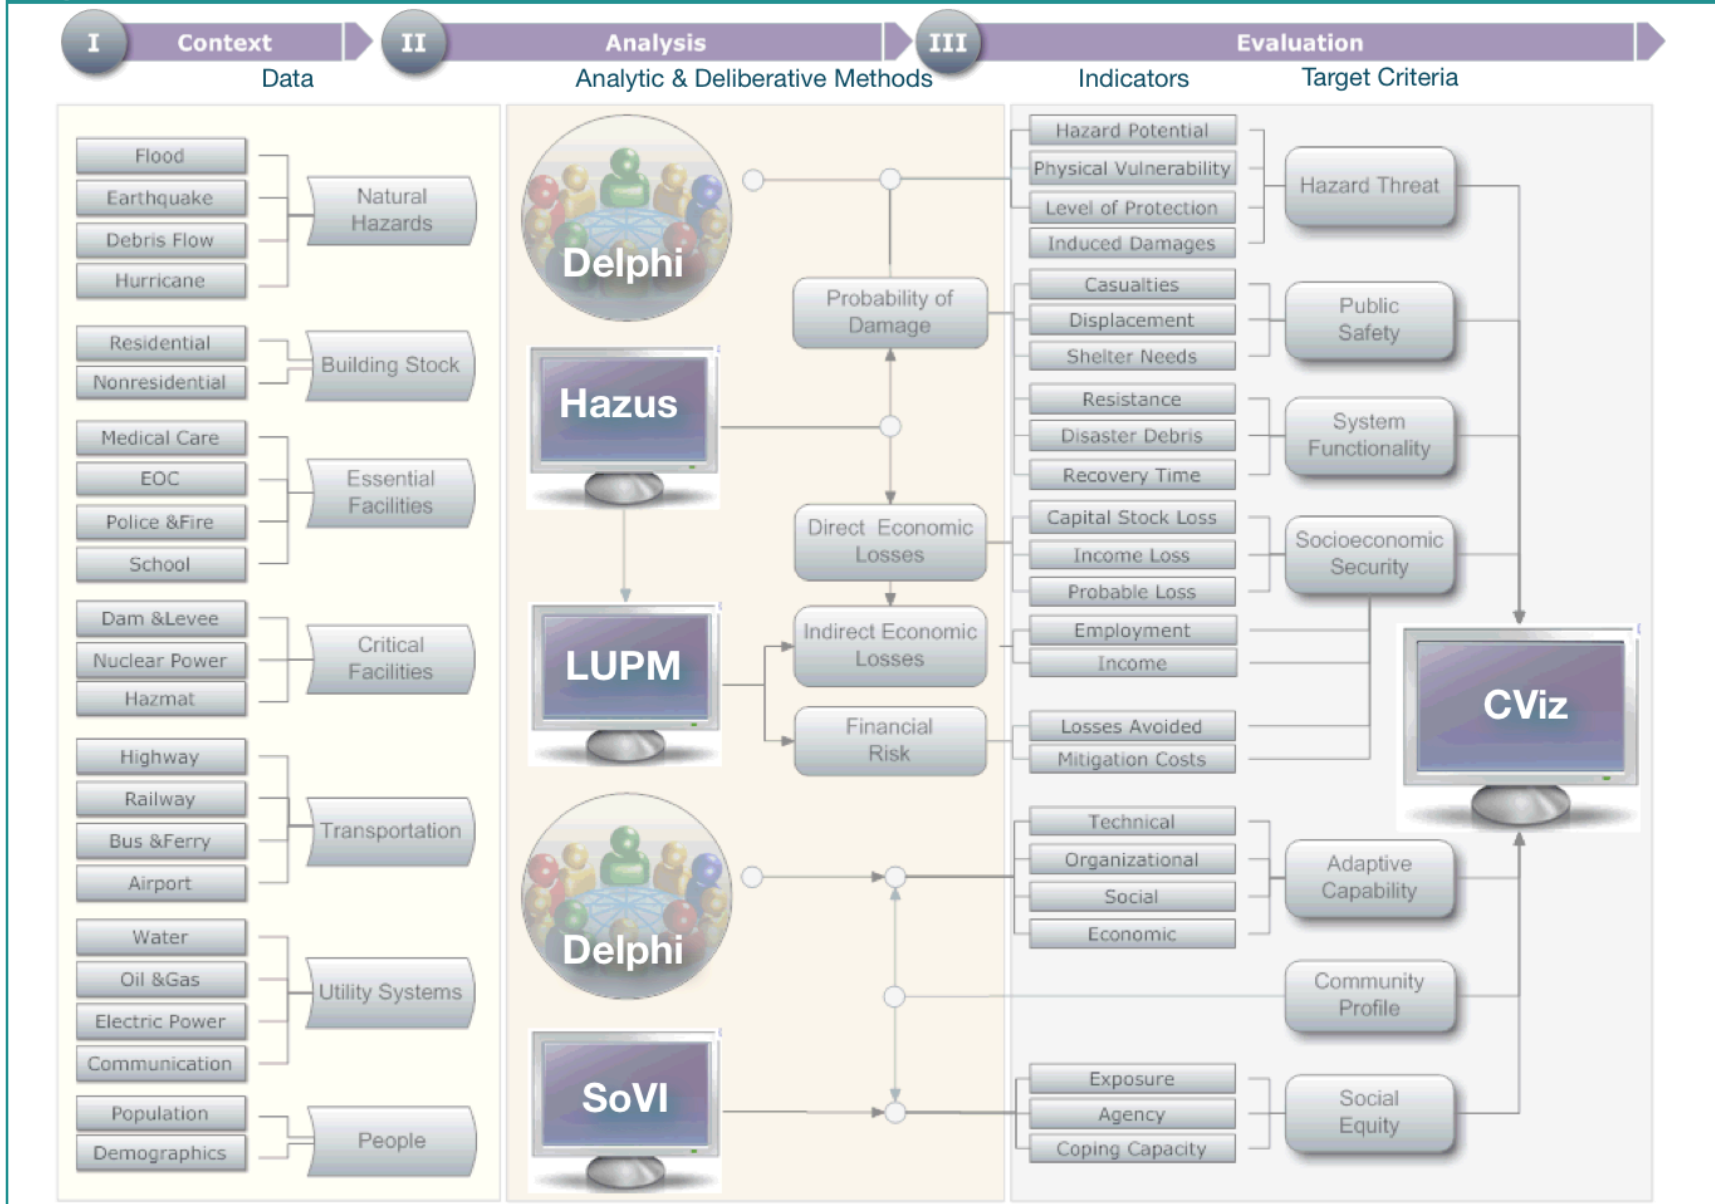 I
Context
II
Analysis
III
Evaluation
Data
Analytic & Deliberative Methods
Indicators
Target Criteria
Flood
Earthquake
Debris Flow
Hurricane
Natural
Hazards
Residential
Nonresidential
Building Stock
Medical Care
EOC
Police &Fire
School
Essential
Facilities
Dam &Levee
Nuclear Power
Hazmat
Critical
Facilities
Highway
Railway
Bus &Ferry
Airport
Transportation
Water
Oil &Gas
Electric Power
Communication
Utility Systems
Population
Demographics
People
Delphi
Hazus
LUPM
Delphi
SoVI
Probability of
Damage
Direct Economic
Losses
Indirect Economic
Losses
Financial
Risk
Hazard Potential
Physical Vulnerability
Level of Protection
Induced Damages
Hazard Threat
Casualties
Displacement
Shelter Needs
Public
Safety
Resistance
Disaster Debris
Recovery Time
System
Functionality
Capital Stock Loss
Income Loss
Probable Loss
Socioeconomic
Security
Employment
Income
Losses Avoided
Mitigation Costs
CViz
Technical
Organizational
Social
Economic
Adaptive
Capability
Community
Profile
Exposure
Agency
Coping Capacity
Social
Equity